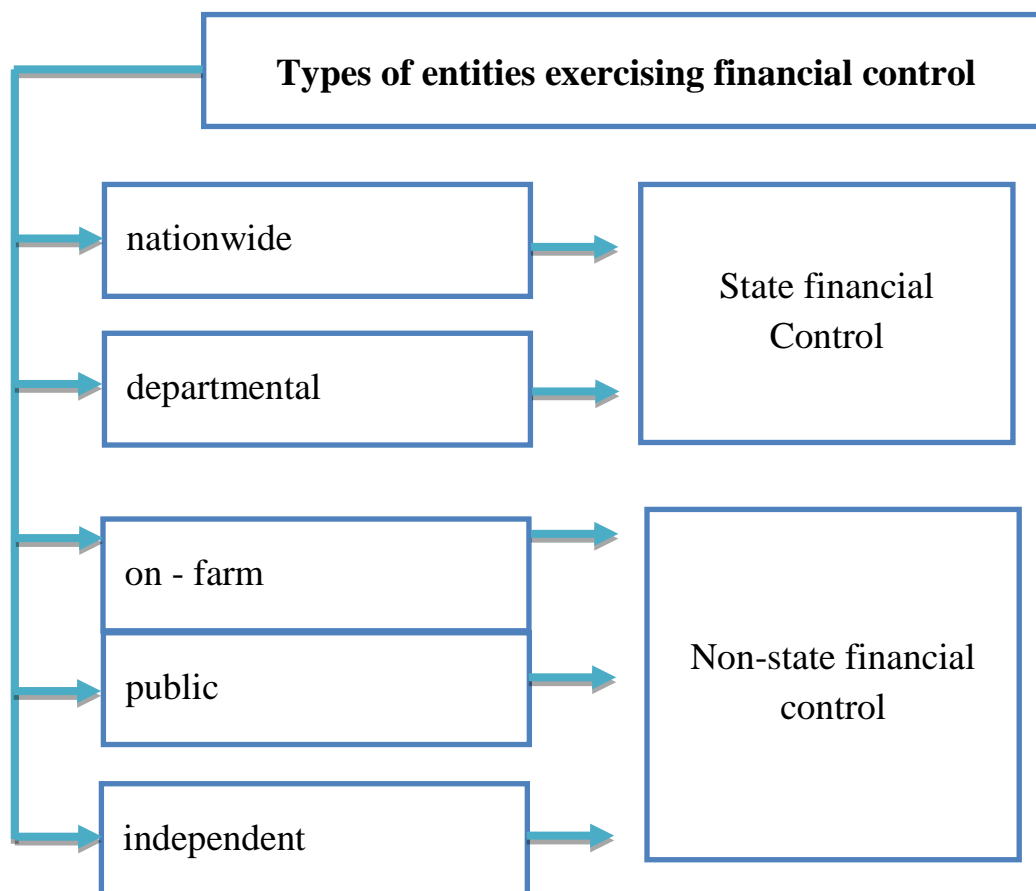 Types of entities exercising financial control
nationwide
State financial
Control
departmental
on - farm
Non-state financial
control
public
independent